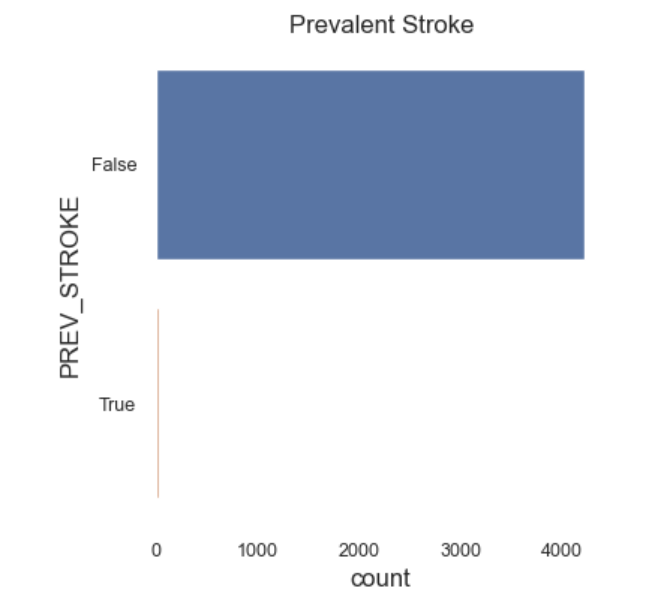 Prevalent Stroke
False
PREV_STROKE
True
0 1000 2000 3000 4000
count